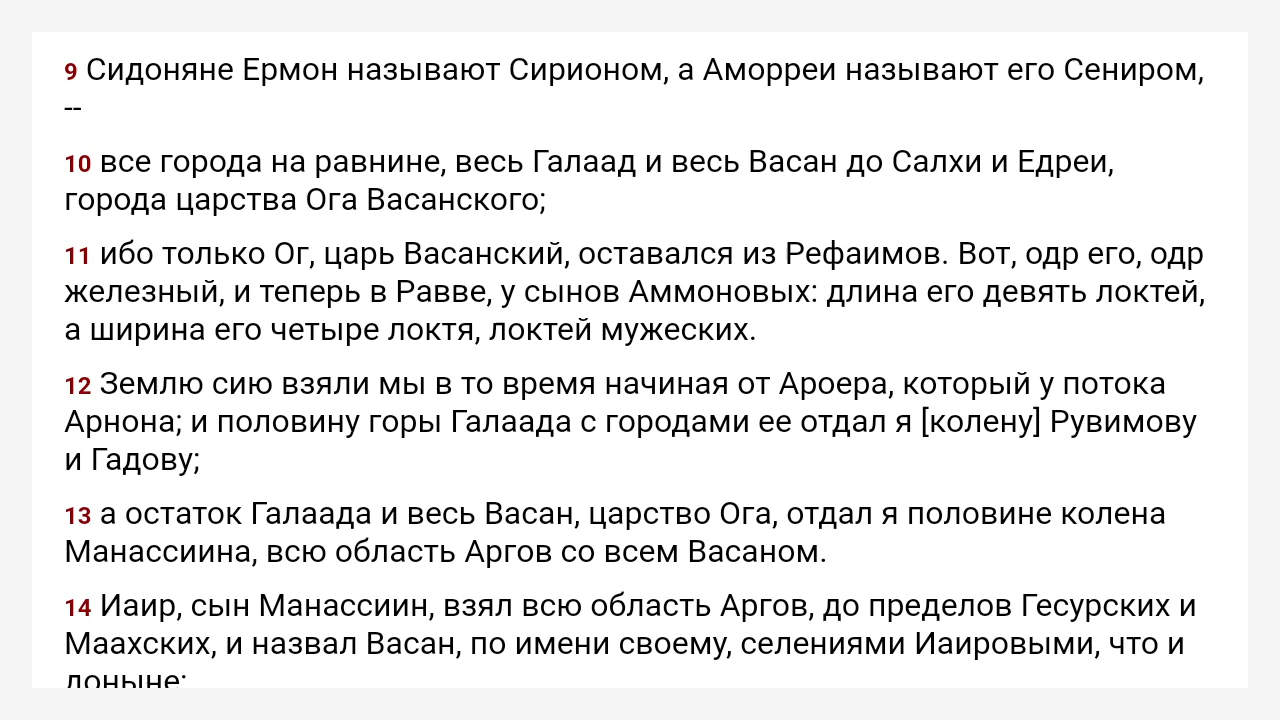 9 Сидоняне Ермон называют Сирионом, а Аморреи называют его Сениром,
--
10 все города на равнине, весь Галаад и весь Васан до Салхи и Едреи,
города царства Ога Васанского;
11 ибо только Ог, царь Васанский, оставался из Рефаимов. Вот, одр его, одр
железный, и теперь в Равве, у сынов Аммоновых: длина его девять локтей,
а ширина его четыре локтя, локтей мужеских.
12 Землю сию взяли мы в то время начиная от Ароера, который у потока
Арнона; и половину горы Галаада с городами ее отдал я [колену] Рувимову
и Гадову;
13 а остаток Галаада и весь Васан, царство Ога, отдал я половине колена
Манассиина, всю область Аргов со всем Васаном.
14 Иаир, сын Манассиин, взял всю область Аргов, до пределов Гесурских и
Маахских, и назвал Васан, по имени своему, селениями Иаировыми, что и
доныне;